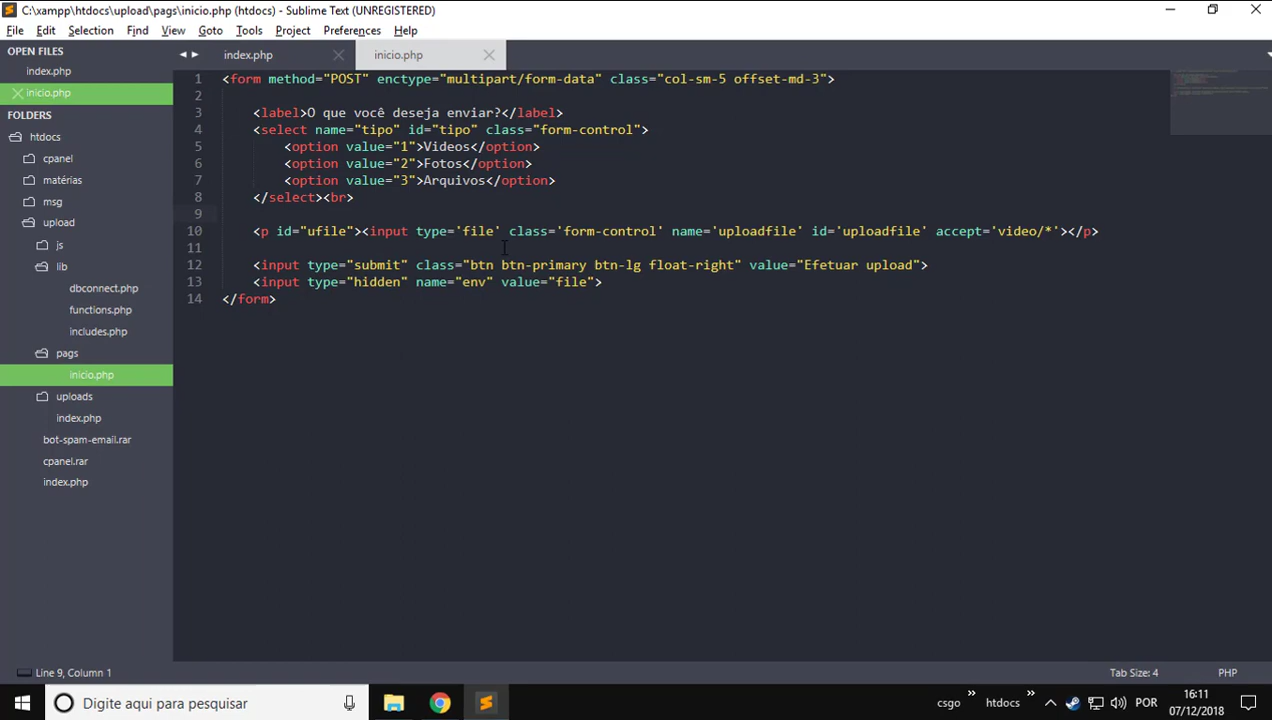 C:\xampp\htdocs\upload\pags\inicio.php (htdocs) - Sublime Text (UNREGISTERED)
File Edit Selection Find View Goto Tools Project Preferences Help
OPEN FILES
index.php
inicio.php
FOLDERS
htdocs
cpanel
matérias
msg
upload
js
lib
dbconnect.php
functions.php
includes.php
pags
inicio.php
uploads
index.php
bot-spam-email.rar
cpanel.rar
index.php
index.php inicio.php
1 <form method="POST" enctype="multipart/form-data" class="col-sm-5 offset-md-3">
2
3 <label>O que você deseja enviar?</label>
4 <select name="tipo" id="tipo" class="form-control">
5 <option value="1">Videos</option>
6 <option value="2">Fotos</option>
7 <option value="3">Arquivos</option>
8 </select><br>
9
10 <p id="ufile"><input type='file' class='form-control' name='uploadfile' id='uploadfile' accept='video/*'></p>
11
12 <input type="submit" class="btn btn-primary btn-lg float-right" value="Efetuar upload">
13 <input type="hidden" name="env" value="file">
14 </form>
Line 9, Column 1 Tab Size: 4 PHP
Digite aqui para pesquisar
csgo » htdocs » POR
16:11
07/12/2018